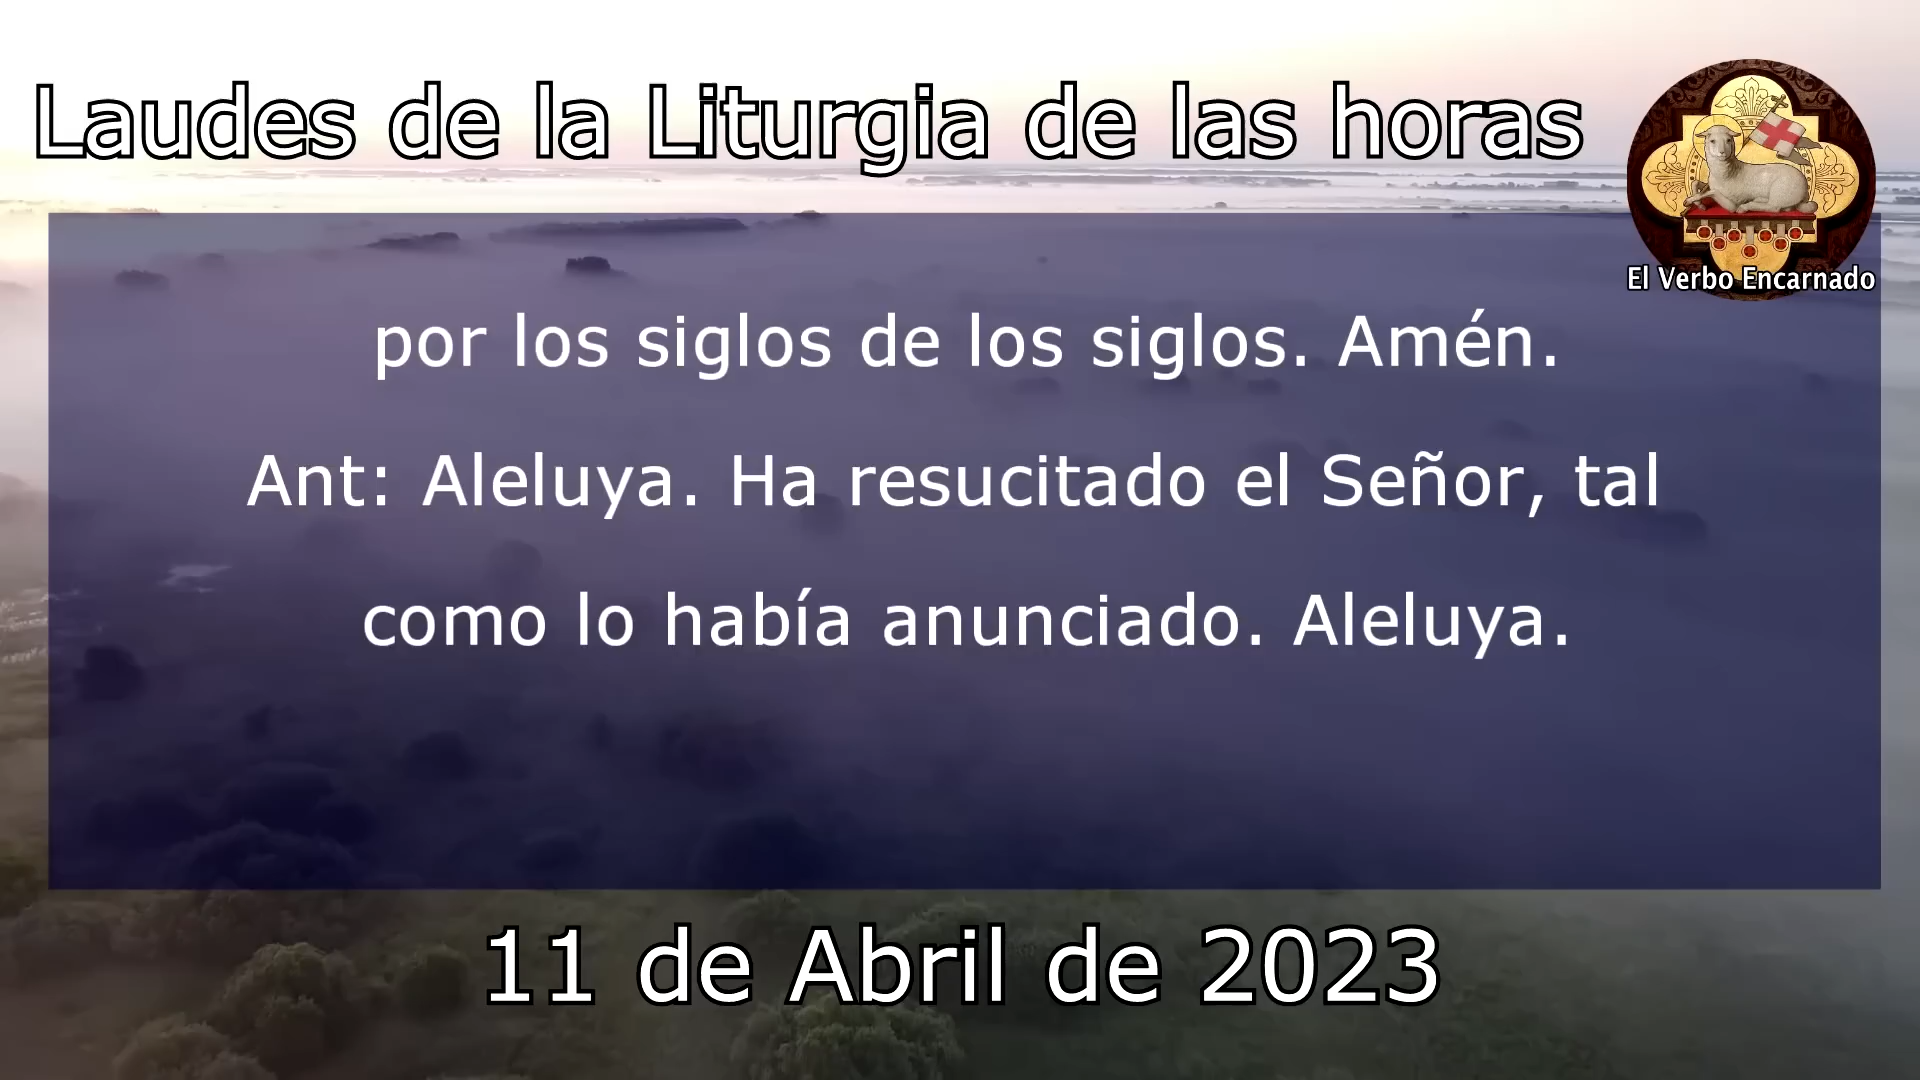 Laudes de la Liturgia de las horas
El Verbo Encarnado
por los siglos de los siglos. Amén.
Ant: Aleluya. Ha resucitado el Señor, tal
como lo había anunciado. Aleluya.
11 de Abril de 2023